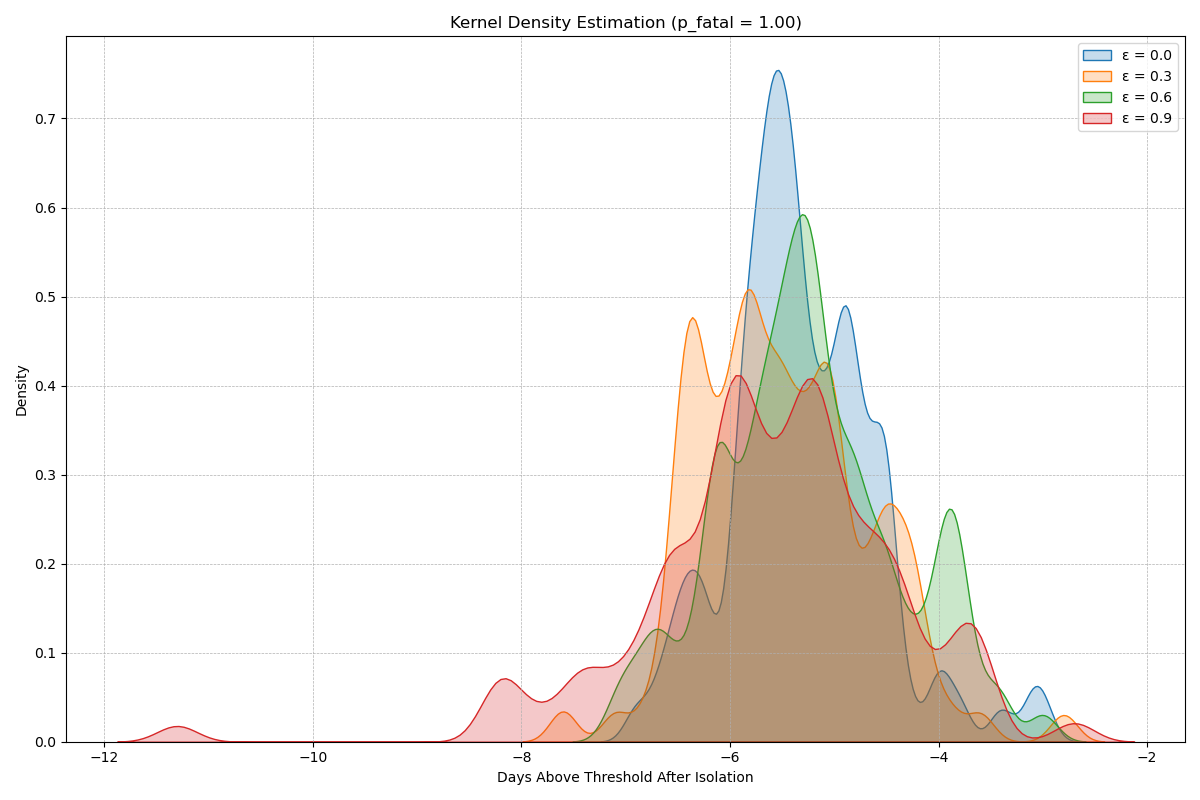 Kernel Density Estimation (p_fatal = 1.00)
ε = 0.0
ε = 0.3
ε = 0.6
ε = 0.9
Density
0.7
0.6
0.5
0.4
0.3
0.2
0.1
0.0
−12 −10 −8 −6 −4 −2
Days Above Threshold After Isolation